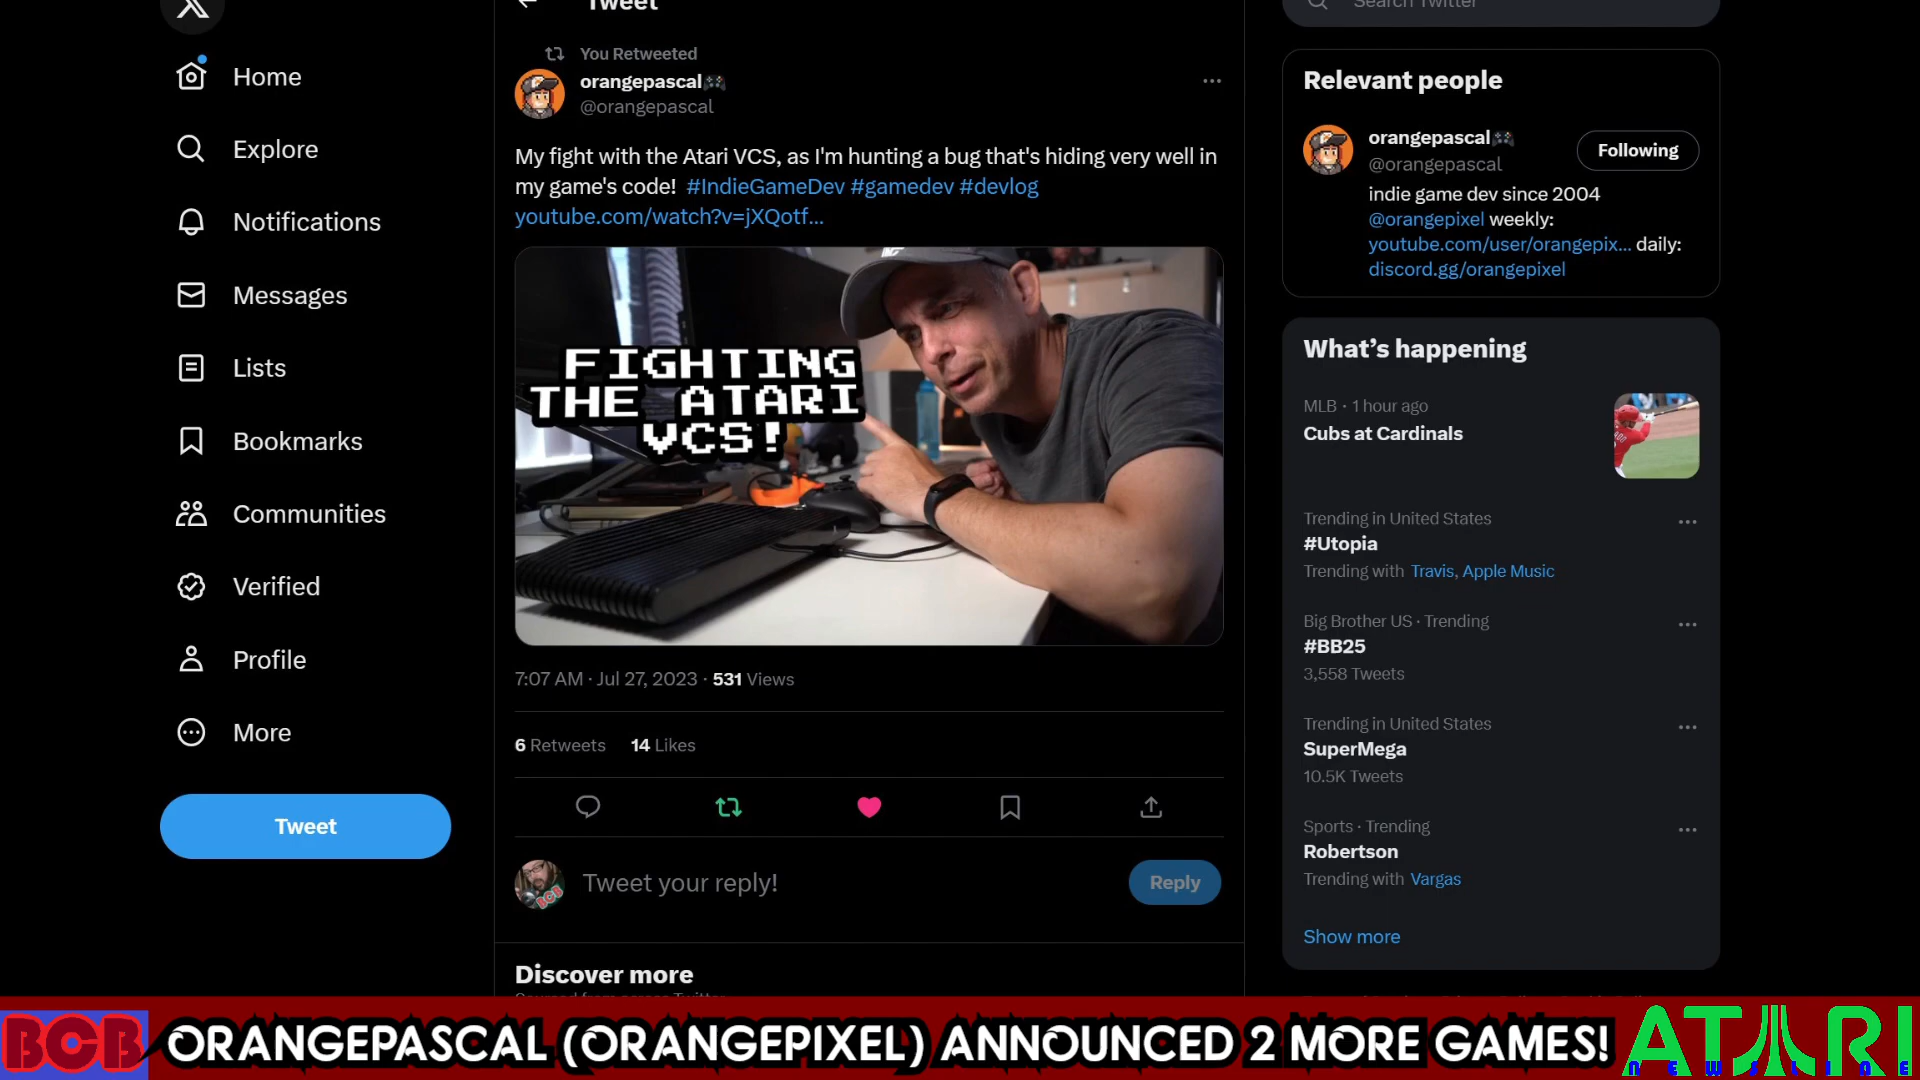 Tweet
Search Twitter
Home
Explore
Notifications
Messages
Lists
Bookmarks
Communities
Verified
Profile
More
Tweet
You Retweeted
orangepascal🎮
@orangepascal
My fight with the Atari VCS, as I'm hunting a bug that's hiding very well in
my game's code! #IndieGameDev #gamedev #devlog
youtube.com/watch?v=jXQotf...
FIGHTING
THE ATARI
VCS!
7:07 AM · Jul 27, 2023 · 531 Views
6 Retweets 14 Likes
Tweet your reply!
Reply
Discover more
Relevant people
orangepascal🎮
@orangepascal
Following
indie game dev since 2004
@orangepixel weekly:
youtube.com/user/orangepix... daily:
discord.gg/orangepixel
What's happening
MLB · 1 hour ago
Cubs at Cardinals
Trending in United States
#Utopia
Trending with Travis, Apple Music
Big Brother US · Trending
#BB25
3,558 Tweets
Trending in United States
SuperMega
10.5K Tweets
Sports · Trending
Robertson
Trending with Vargas
Show more
BCB
ORANGEPASCAL (ORANGEPIXEL) ANNOUNCED 2 MORE GAMES!
ATARI
NEWSLINE